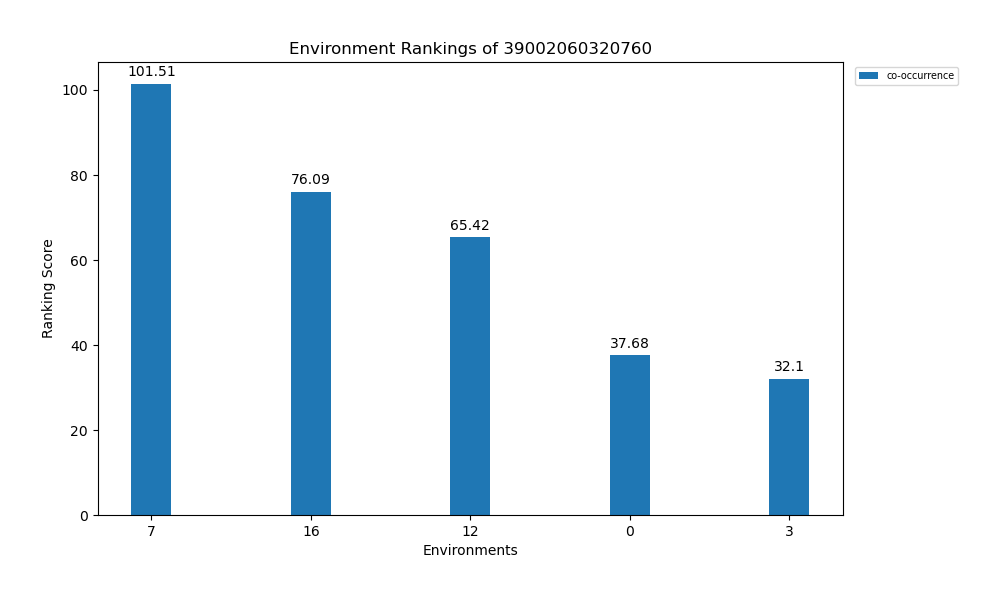 Environment Rankings of 39002060320760
co-occurrence
101.51
76.09
65.42
37.68
32.1
Ranking Score
100
80
60
40
20
0
7 16 12 0 3
Environments